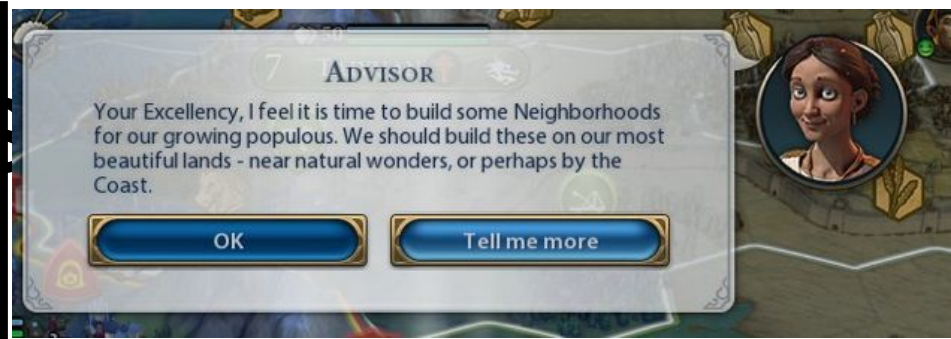 ADVISOR
Your Excellency, I feel it is time to build some Neighborhoods
for our growing populous. We should build these on our most
beautiful lands - near natural wonders, or perhaps by the
Coast.
OK
Tell me more